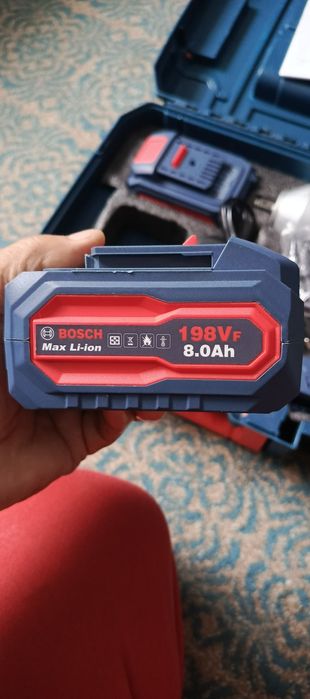 BOSCH
Max Li-ion
198VF
8.0Ah